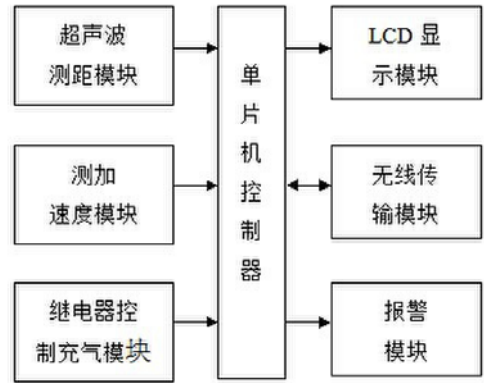 超声波
测距模块
测加
速度模块
继电器控
制充气模块
单
片
机
控
制
器
LCD 显
示模块
无线传
输模块
报警
模块